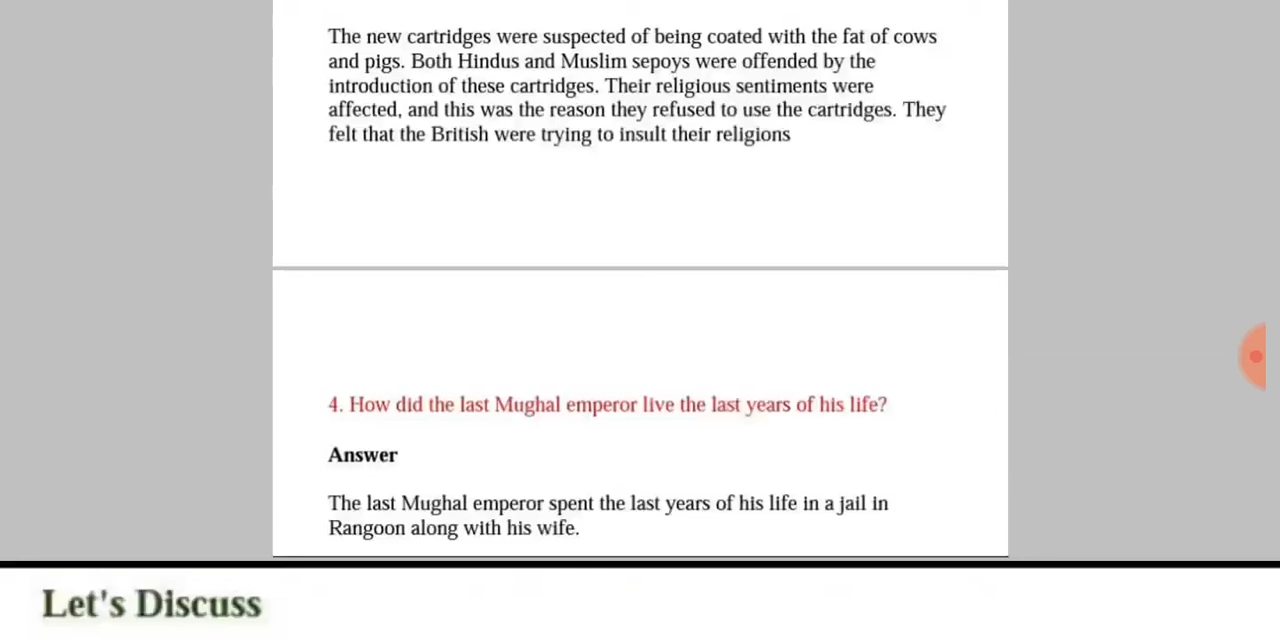 The new cartridges were suspected of being coated with the fat of cows
and pigs. Both Hindus and Muslim sepoys were offended by the
introduction of these cartridges. Their religious sentiments were
affected, and this was the reason they refused to use the cartridges. They
felt that the British were trying to insult their religions
4. How did the last Mughal emperor live the last years of his life?
Answer
The last Mughal emperor spent the last years of his life in a jail in
Rangoon along with his wife.
Let's Discuss